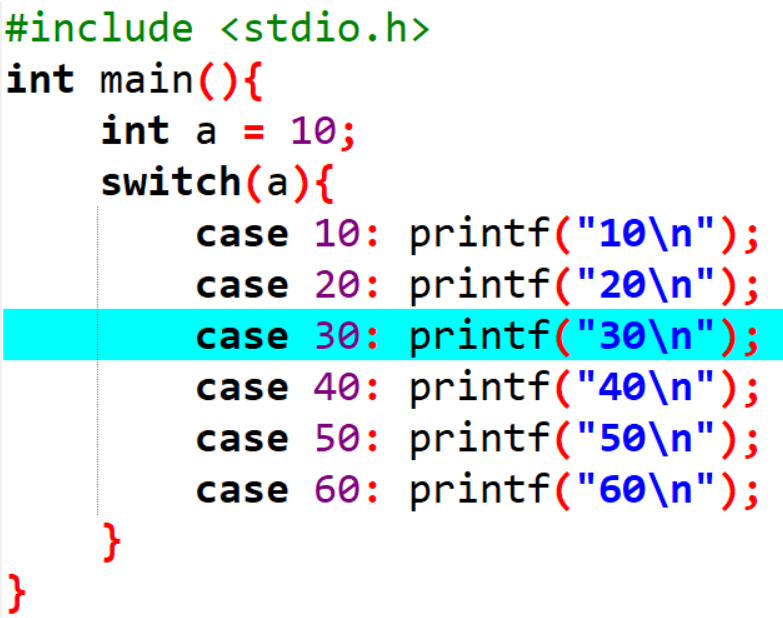 #include <stdio.h>
int main(){
    int a = 10;
    switch(a){
        case 10: printf("10\n");
        case 20: printf("20\n");
        case 30: printf("30\n");
        case 40: printf("40\n");
        case 50: printf("50\n");
        case 60: printf("60\n");
    }
}